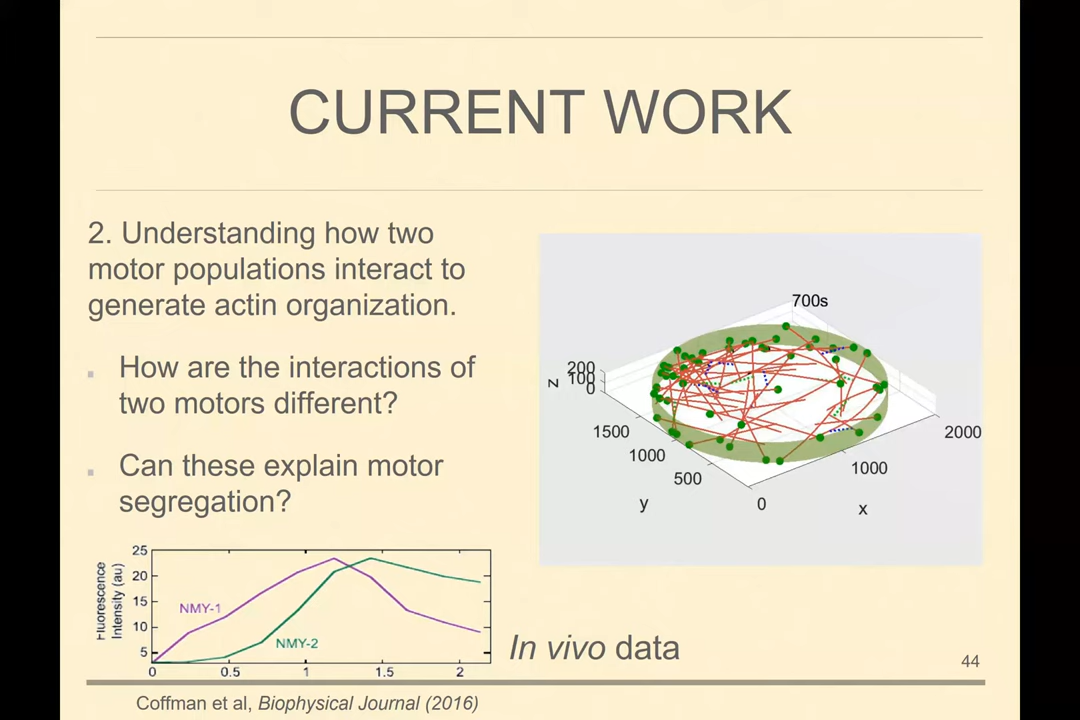 CURRENT WORK
2. Understanding how two
motor populations interact to
generate actin organization.
How are the interactions of
two motors different?
Can these explain motor
segregation?
700s
z
200
100
0
1500
1000
500
y
0
1000
2000
x
Fluorescence
Intensity (au)
25
20
15
10
5
NMY-1
NMY-2
0
0.5
1
1.5
2
In vivo data
44
Coffman et al, Biophysical Journal (2016)